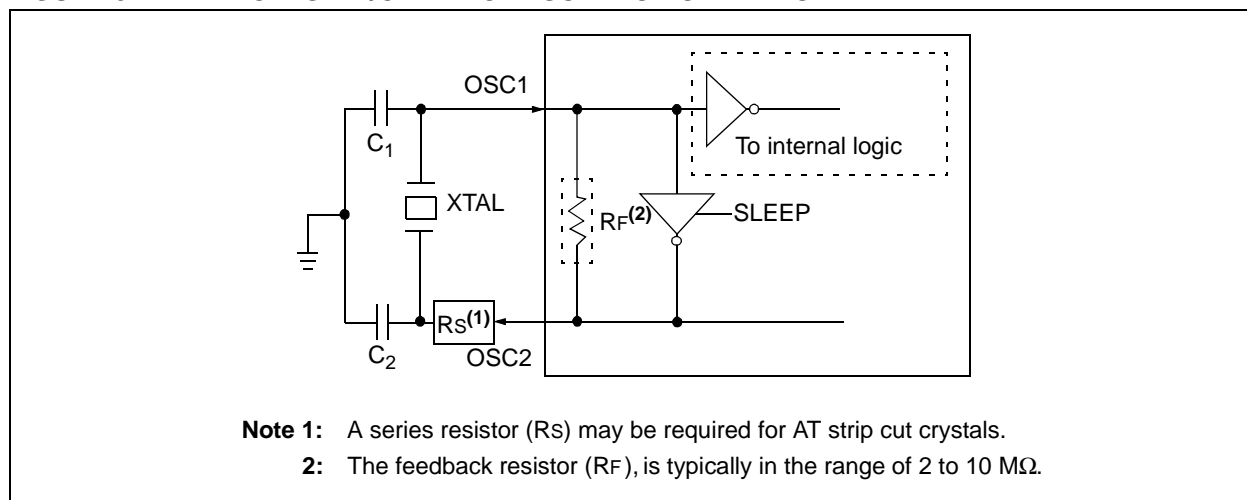 OSC1
C1
To internal logic
XTAL
RF(2)
SLEEP
RS(1)
C2
OSC2
Note 1: A series resistor (RS) may be required for AT strip cut crystals.
2: The feedback resistor (RF), is typically in the range of 2 to 10 MΩ.